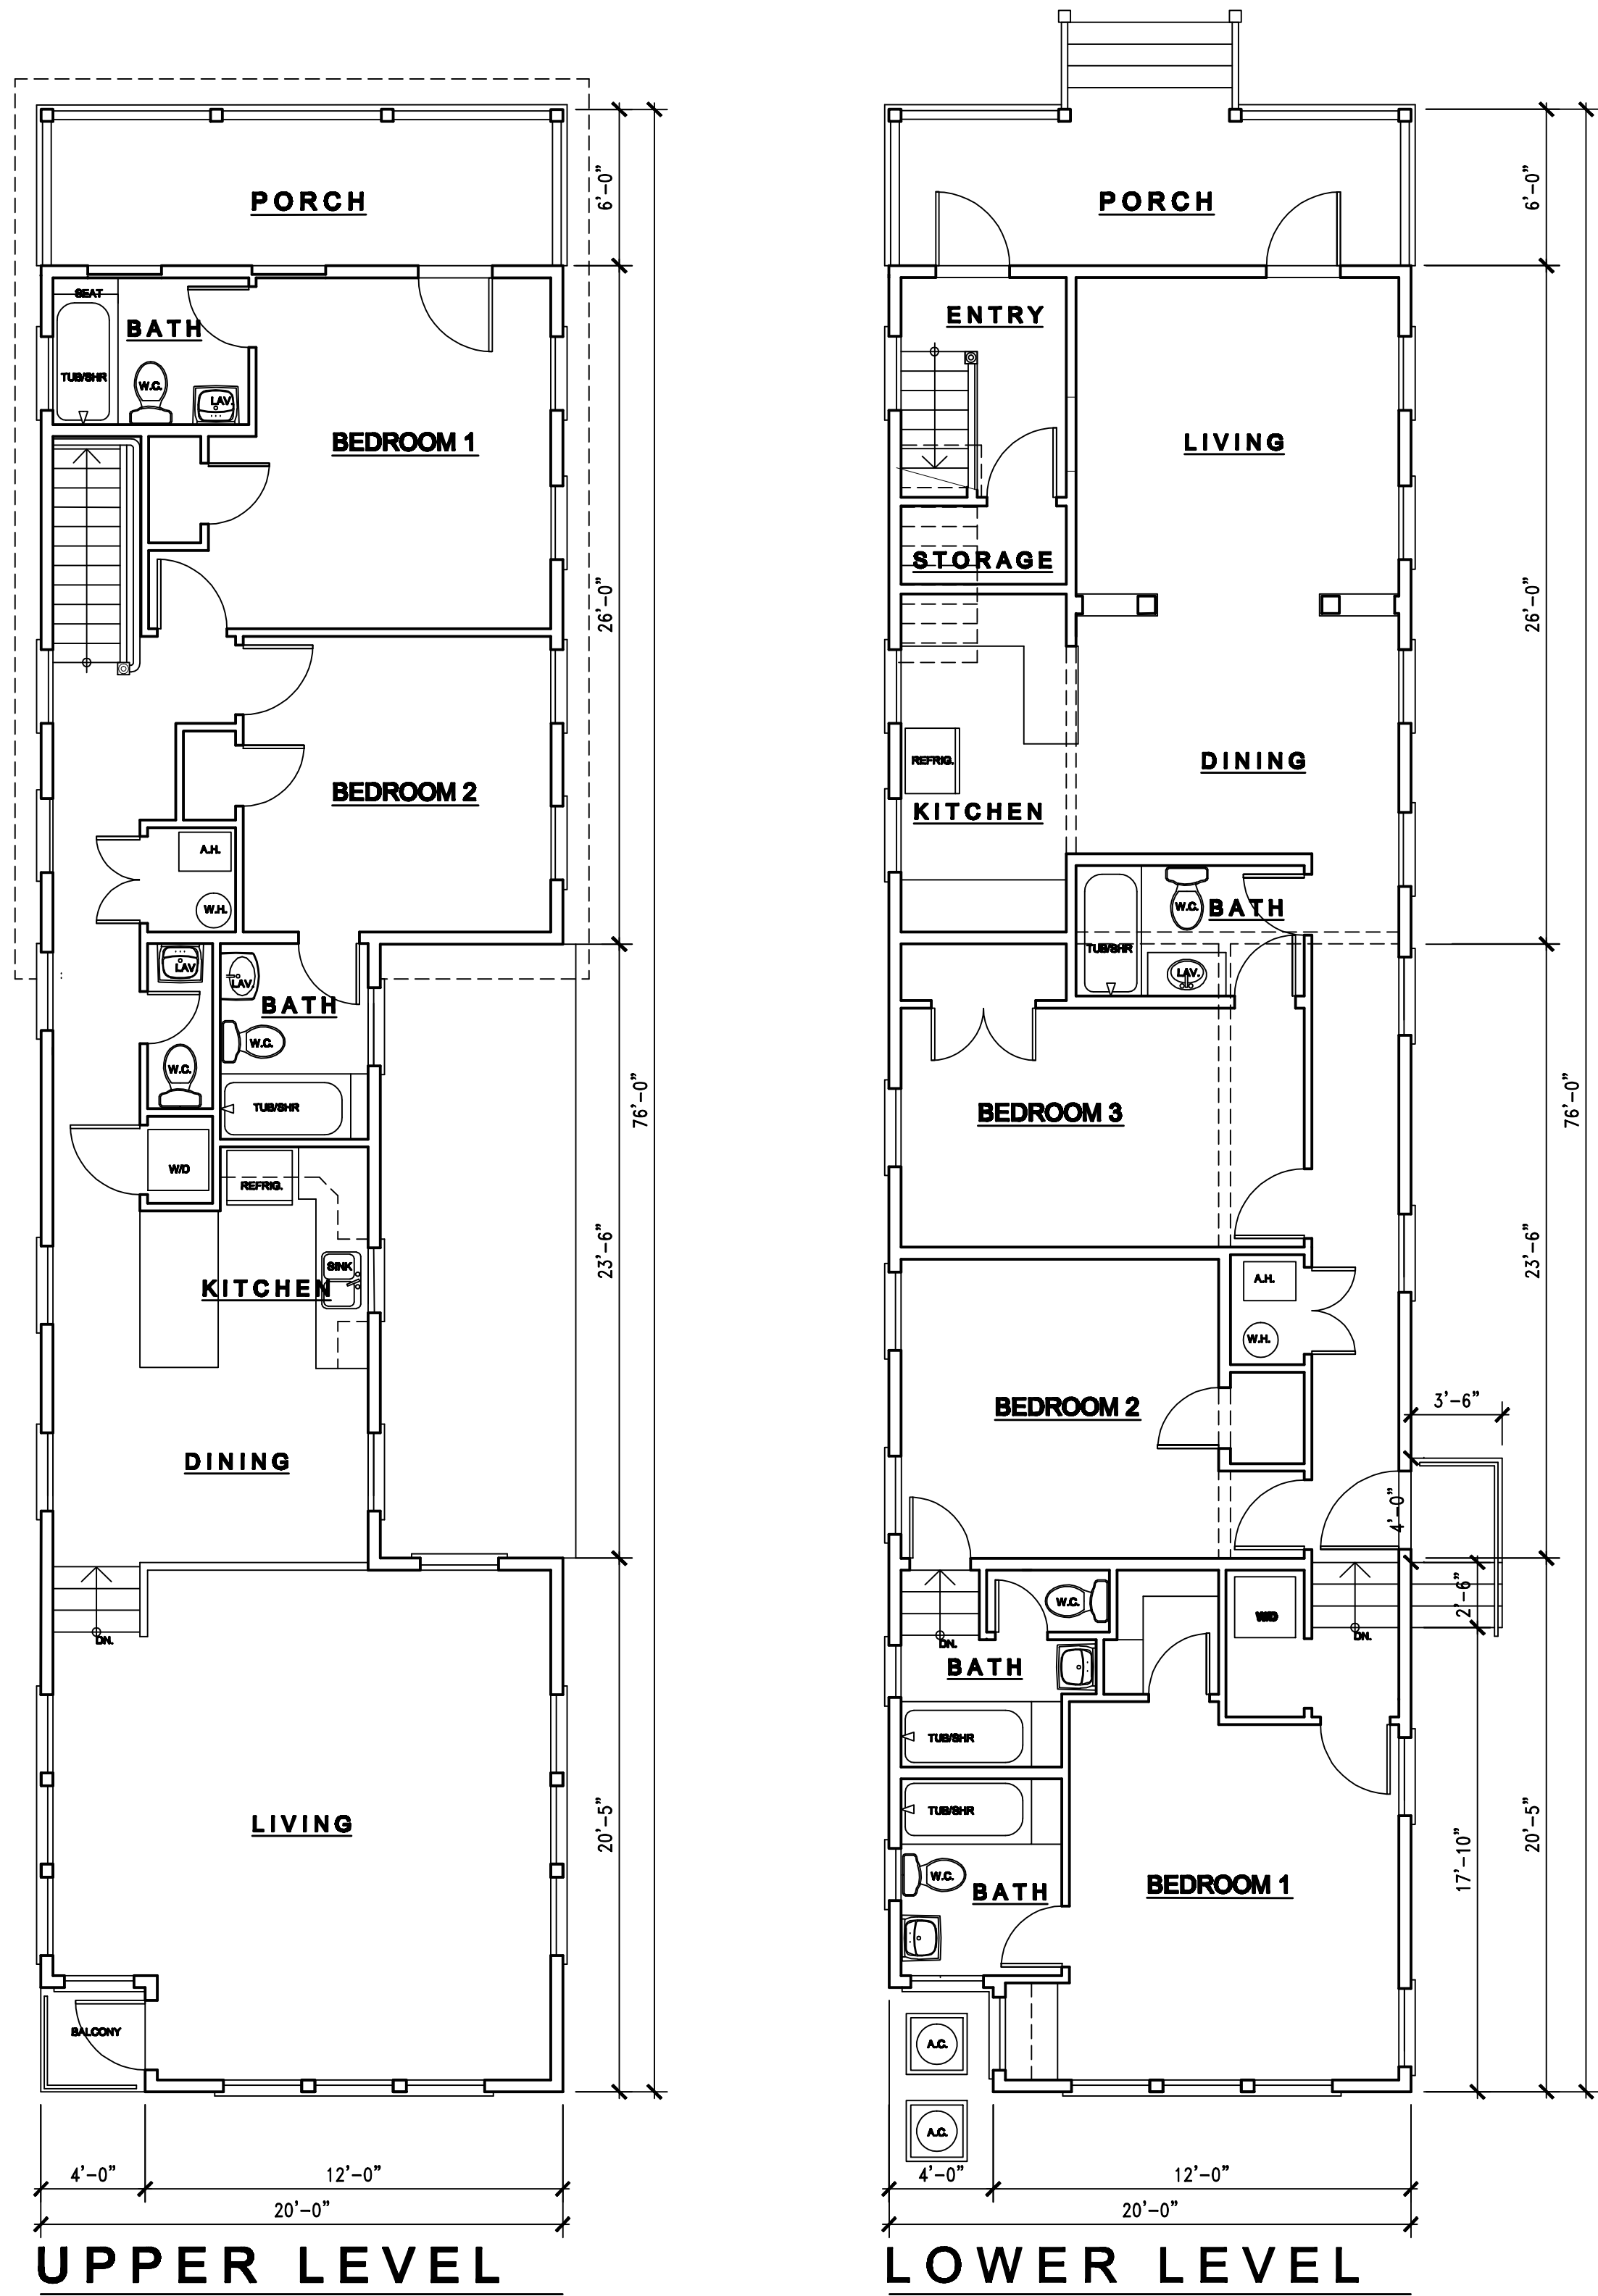 PORCH
6'-0"
SEAT
BATH
TUB/SHR
W.C.
LAV.
BEDROOM 1
26'-0"
BEDROOM 2
A.H.
W.H.
LAV
LAV.
BATH
W.C.
W.C.
TUB/SHR
76'-0"
W/D
REFRIG.
23'-6"
SINK
KITCHEN
DINING
DN.
LIVING
20'-5"
BALCONY
4'-0"
12'-0"
20'-0"
UPPER LEVEL
PORCH
6'-0"
ENTRY
LIVING
STORAGE
26'-0"
REFRIG.
DINING
KITCHEN
W.C.
BATH
TUB/SHR
LAV.
BEDROOM 3
76'-0"
23'-6"
A.H.
W.H.
BEDROOM 2
3'-6"
4'-0"
W.C.
W/D
2'-6"
DN.
DN.
BATH
TUB/SHR
TUB/SHR
20'-5"
17'-10"
W.C.
BATH
BEDROOM 1
A.C.
A.C.
4'-0"
12'-0"
20'-0"
LOWER LEVEL